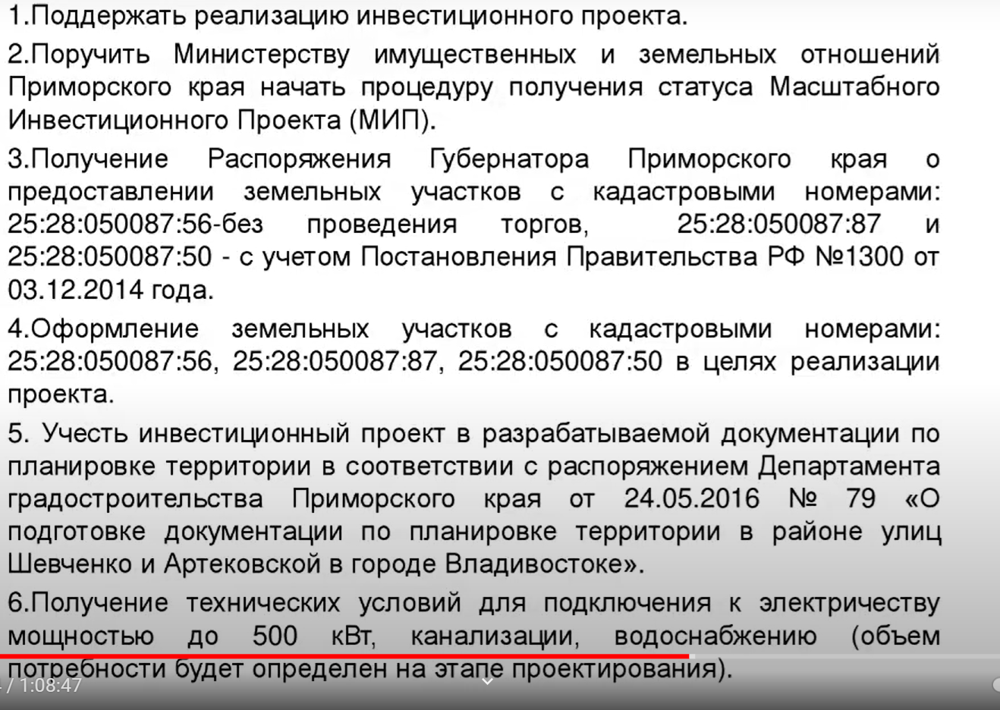 1.Поддержать реализацию инвестиционного проекта.
2.Поручить Министерству имущественных и земельных отношений
Приморского края начать процедуру получения статуса Масштабного
Инвестиционного Проекта (МИП).
3.Получение Распоряжения Губернатора Приморского края о
предоставлении земельных участков с кадастровыми номерами:
25:28:050087:56-без проведения торгов, 25:28:050087:87 и
25:28:050087:50 - с учетом Постановления Правительства РФ №1300 от
03.12.2014 года.
4.Оформление земельных участков с кадастровыми номерами:
25:28:050087:56, 25:28:050087:87, 25:28:050087:50 в целях реализации
проекта.
5. Учесть инвестиционный проект в разрабатываемой документации по
планировке территории в соответствии с распоряжением Департамента
градостроительства Приморского края от 24.05.2016 № 79 «О
подготовке документации по планировке территории в районе улиц
Шевченко и Артековской в городе Владивостоке».
6.Получение технических условий для подключения к электричеству
мощностью до 500 кВт, канализации, водоснабжению (объем
потребности будет определен на этапе проектирования).
/ 1:08:47